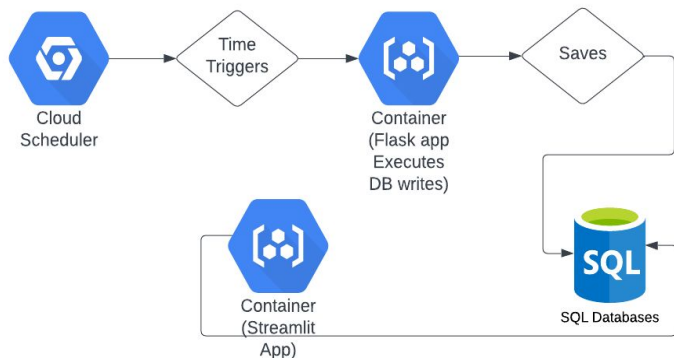 Time
Triggers
Saves
Cloud
Scheduler
Container
(Flask app
Executes
DB writes)
SQL
SQL Databases
Container
(Streamlit
App)